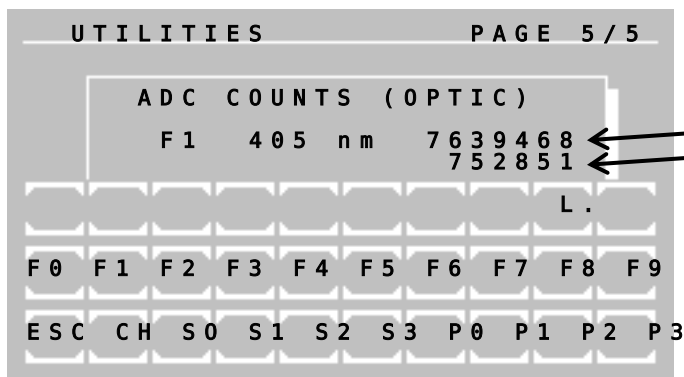 UTILITIES PAGE 5/5
ADC COUNTS (OPTIC)
F1 405 nm 7639468
752851
L.
F0 F1 F2 F3 F4 F5 F6 F7 F8 F9
ESC CH SO S1 S2 S3 P0 P1 P2 P3